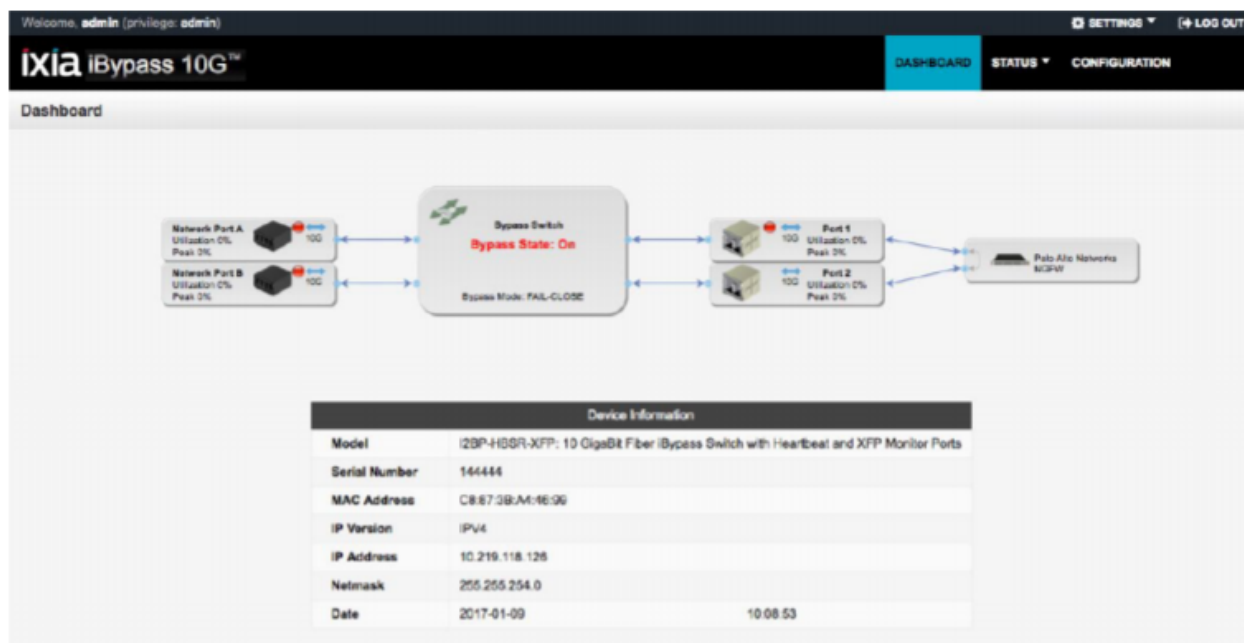 Welcome, admin (privilege: admin)
SETTINGS
LOG OUT
ixia iBypass 10G™
DASHBOARD
STATUS
CONFIGURATION
Dashboard
Network Port A
Utilization 0%
Peak 0%
10G
Network Port B
Utilization 0%
Peak 0%
10G
Bypass Switch
Bypass State: On
Bypass Mode: FAIL-CLOSE
10G
Port 1
Utilization 0%
Peak 0%
10G
Port 2
Utilization 0%
Peak 0%
Palo Alto Networks
NGFW
Device Information
Model I2BP-HBSR-XFP: 10 GigaBit Fiber iBypass Switch with Heartbeat and XFP Monitor Ports
Serial Number 144444
MAC Address
IP Version IPV4
IP Address 10.219.118.126
Netmask 255.255.254.0
Date 2017-01-09 10:08:53